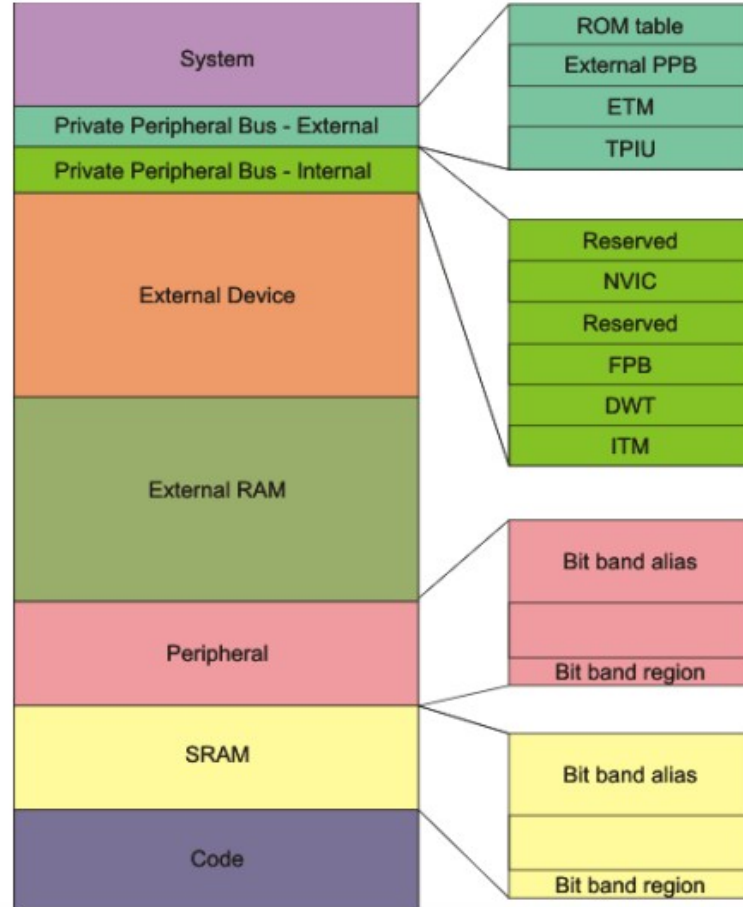 System
Private Peripheral Bus - External
Private Peripheral Bus - Internal
External Device
External RAM
Peripheral
SRAM
Code
ROM table
External PPB
ETM
TPIU
Reserved
NVIC
Reserved
FPB
DWT
ITM
Bit band alias
Bit band region
Bit band alias
Bit band region